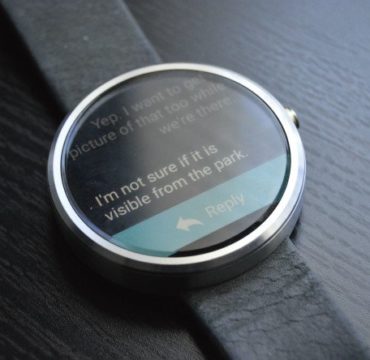 Yep. I want to get
picture of that too while
we're there.
I'm not sure if it is
visible from the park.
Reply